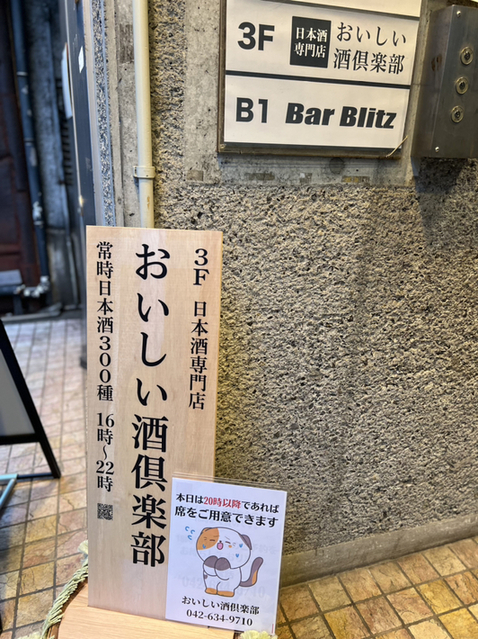 3F 日本酒
専門店 おいしい
酒倶楽部
B1 Bar Blitz
3F 日本酒専門店
おいしい酒倶楽部
常時日本酒300種 16時〜22時
本日は20時以降であれば
席をご用意できます
おいしい酒倶楽部
042-634-9710